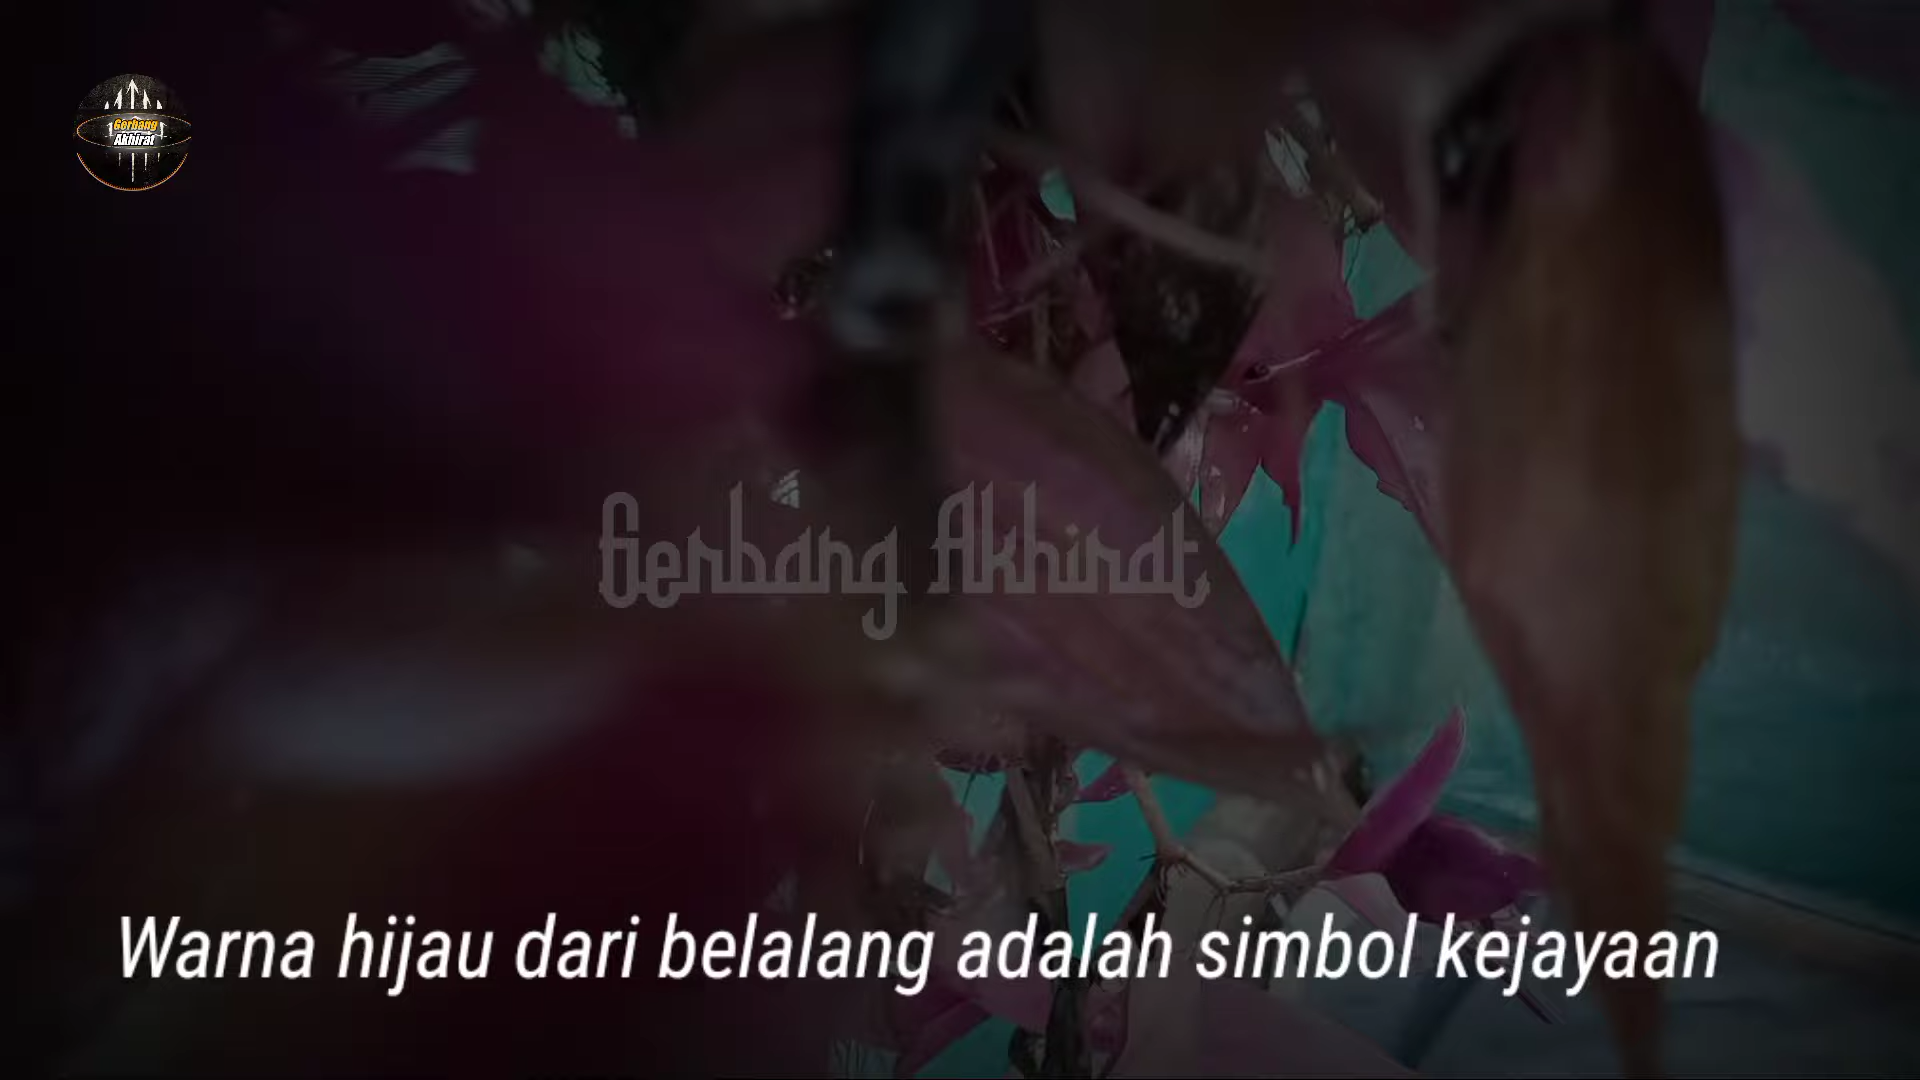 Gerbang
Akhirat
Gerbang Akhirat
Warna hijau dari belalang adalah simbol kejayaan